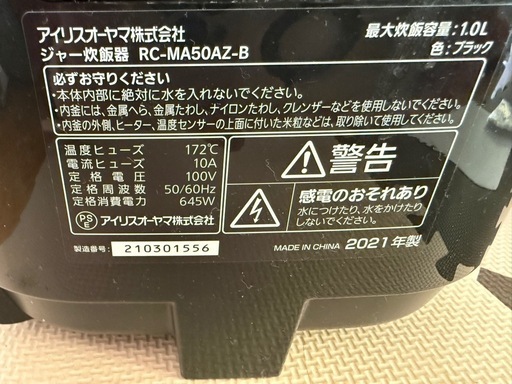 アイリスオーヤマ株式会社
ジャー炊飯器 RC-MA50AZ-B
最大炊飯容量:1.0L
色:ブラック
必ずお守りください
・本体内部に絶対に水を入れないでください。
・内釜には、金属へら、金属たわし、ナイロンたわし、クレンザーなどを使用しないでください。
・内釜の外側、ヒーター、温度センサーの上面に付いた米粒などは、取り除いて使用してください。
温度ヒューズ 172℃
電流ヒューズ 10A
定格電圧 100V
定格周波数 50/60Hz
定格消費電力 645W
PSE アイリスオーヤマ株式会社
製造番号: 210301556
警告
感電のおそれあり
水につけたり、水をかけたり
しないでください。
MADE IN CHINA 2021年製